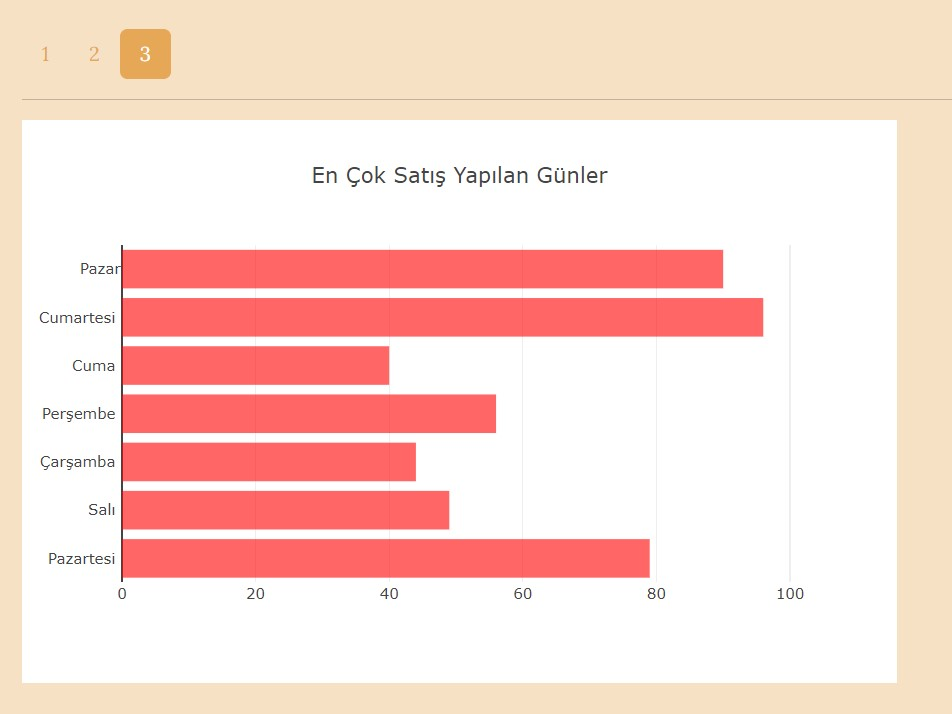 1 2 3
En Çok Satış Yapılan Günler
Pazar
Cumartesi
Cuma
Perşembe
Çarşamba
Salı
Pazartesi
0 20 40 60 80 100